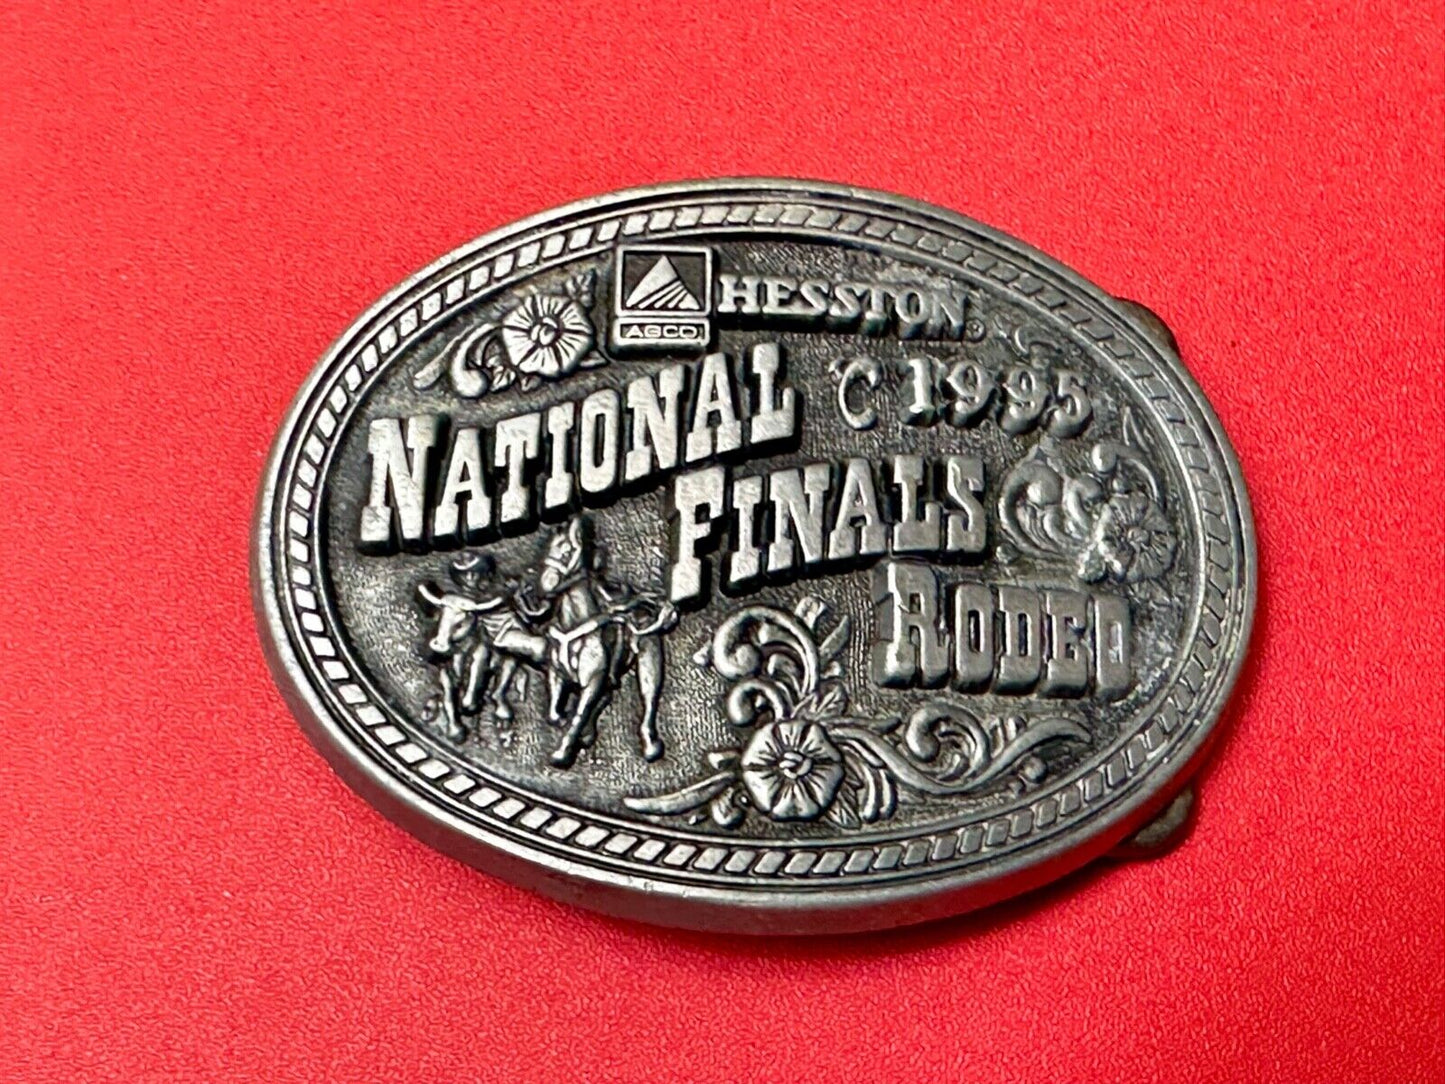 AGCO
HESSTON®
C 1995
NATIONAL
FINALS
RODEO